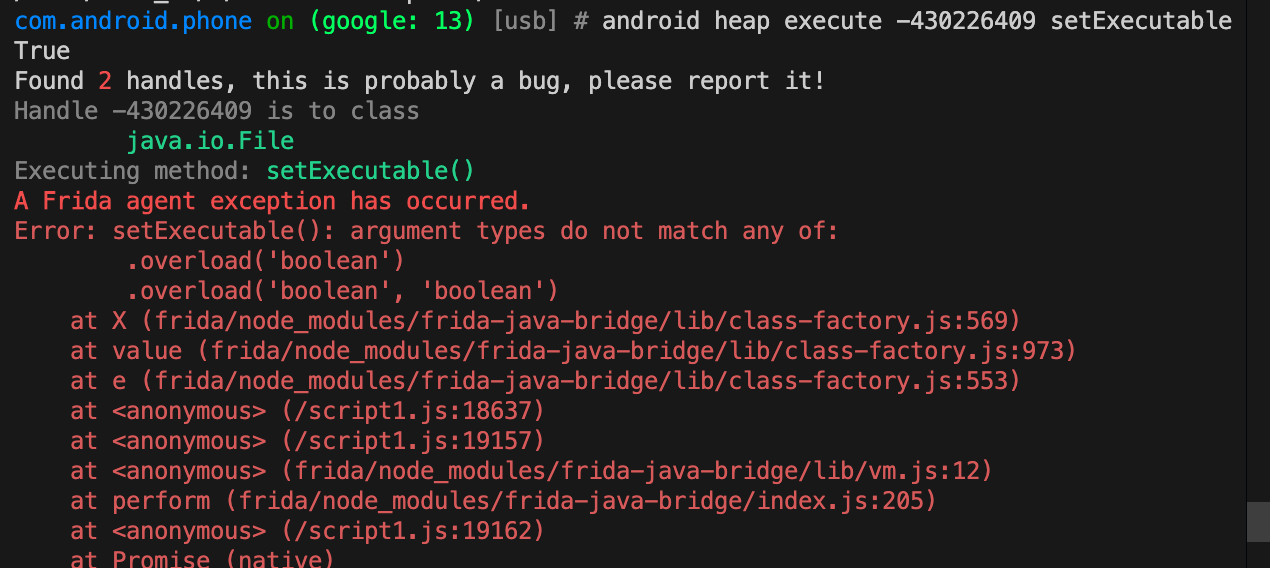 com.android.phone on (google: 13) [usb] # android heap execute -430226409 setExecutable
True
Found 2 handles, this is probably a bug, please report it!
Handle -430226409 is to class
java.io.File
Executing method: setExecutable()
A Frida agent exception has occurred.
Error: setExecutable(): argument types do not match any of:
.overload('boolean')
.overload('boolean', 'boolean')
at X (frida/node_modules/frida-java-bridge/lib/class-factory.js:569)
at value (frida/node_modules/frida-java-bridge/lib/class-factory.js:973)
at e (frida/node_modules/frida-java-bridge/lib/class-factory.js:553)
at <anonymous> (/script1.js:18637)
at <anonymous> (/script1.js:19157)
at <anonymous> (frida/node_modules/frida-java-bridge/lib/vm.js:12)
at perform (frida/node_modules/frida-java-bridge/index.js:205)
at <anonymous> (/script1.js:19162)
at Promise (native)